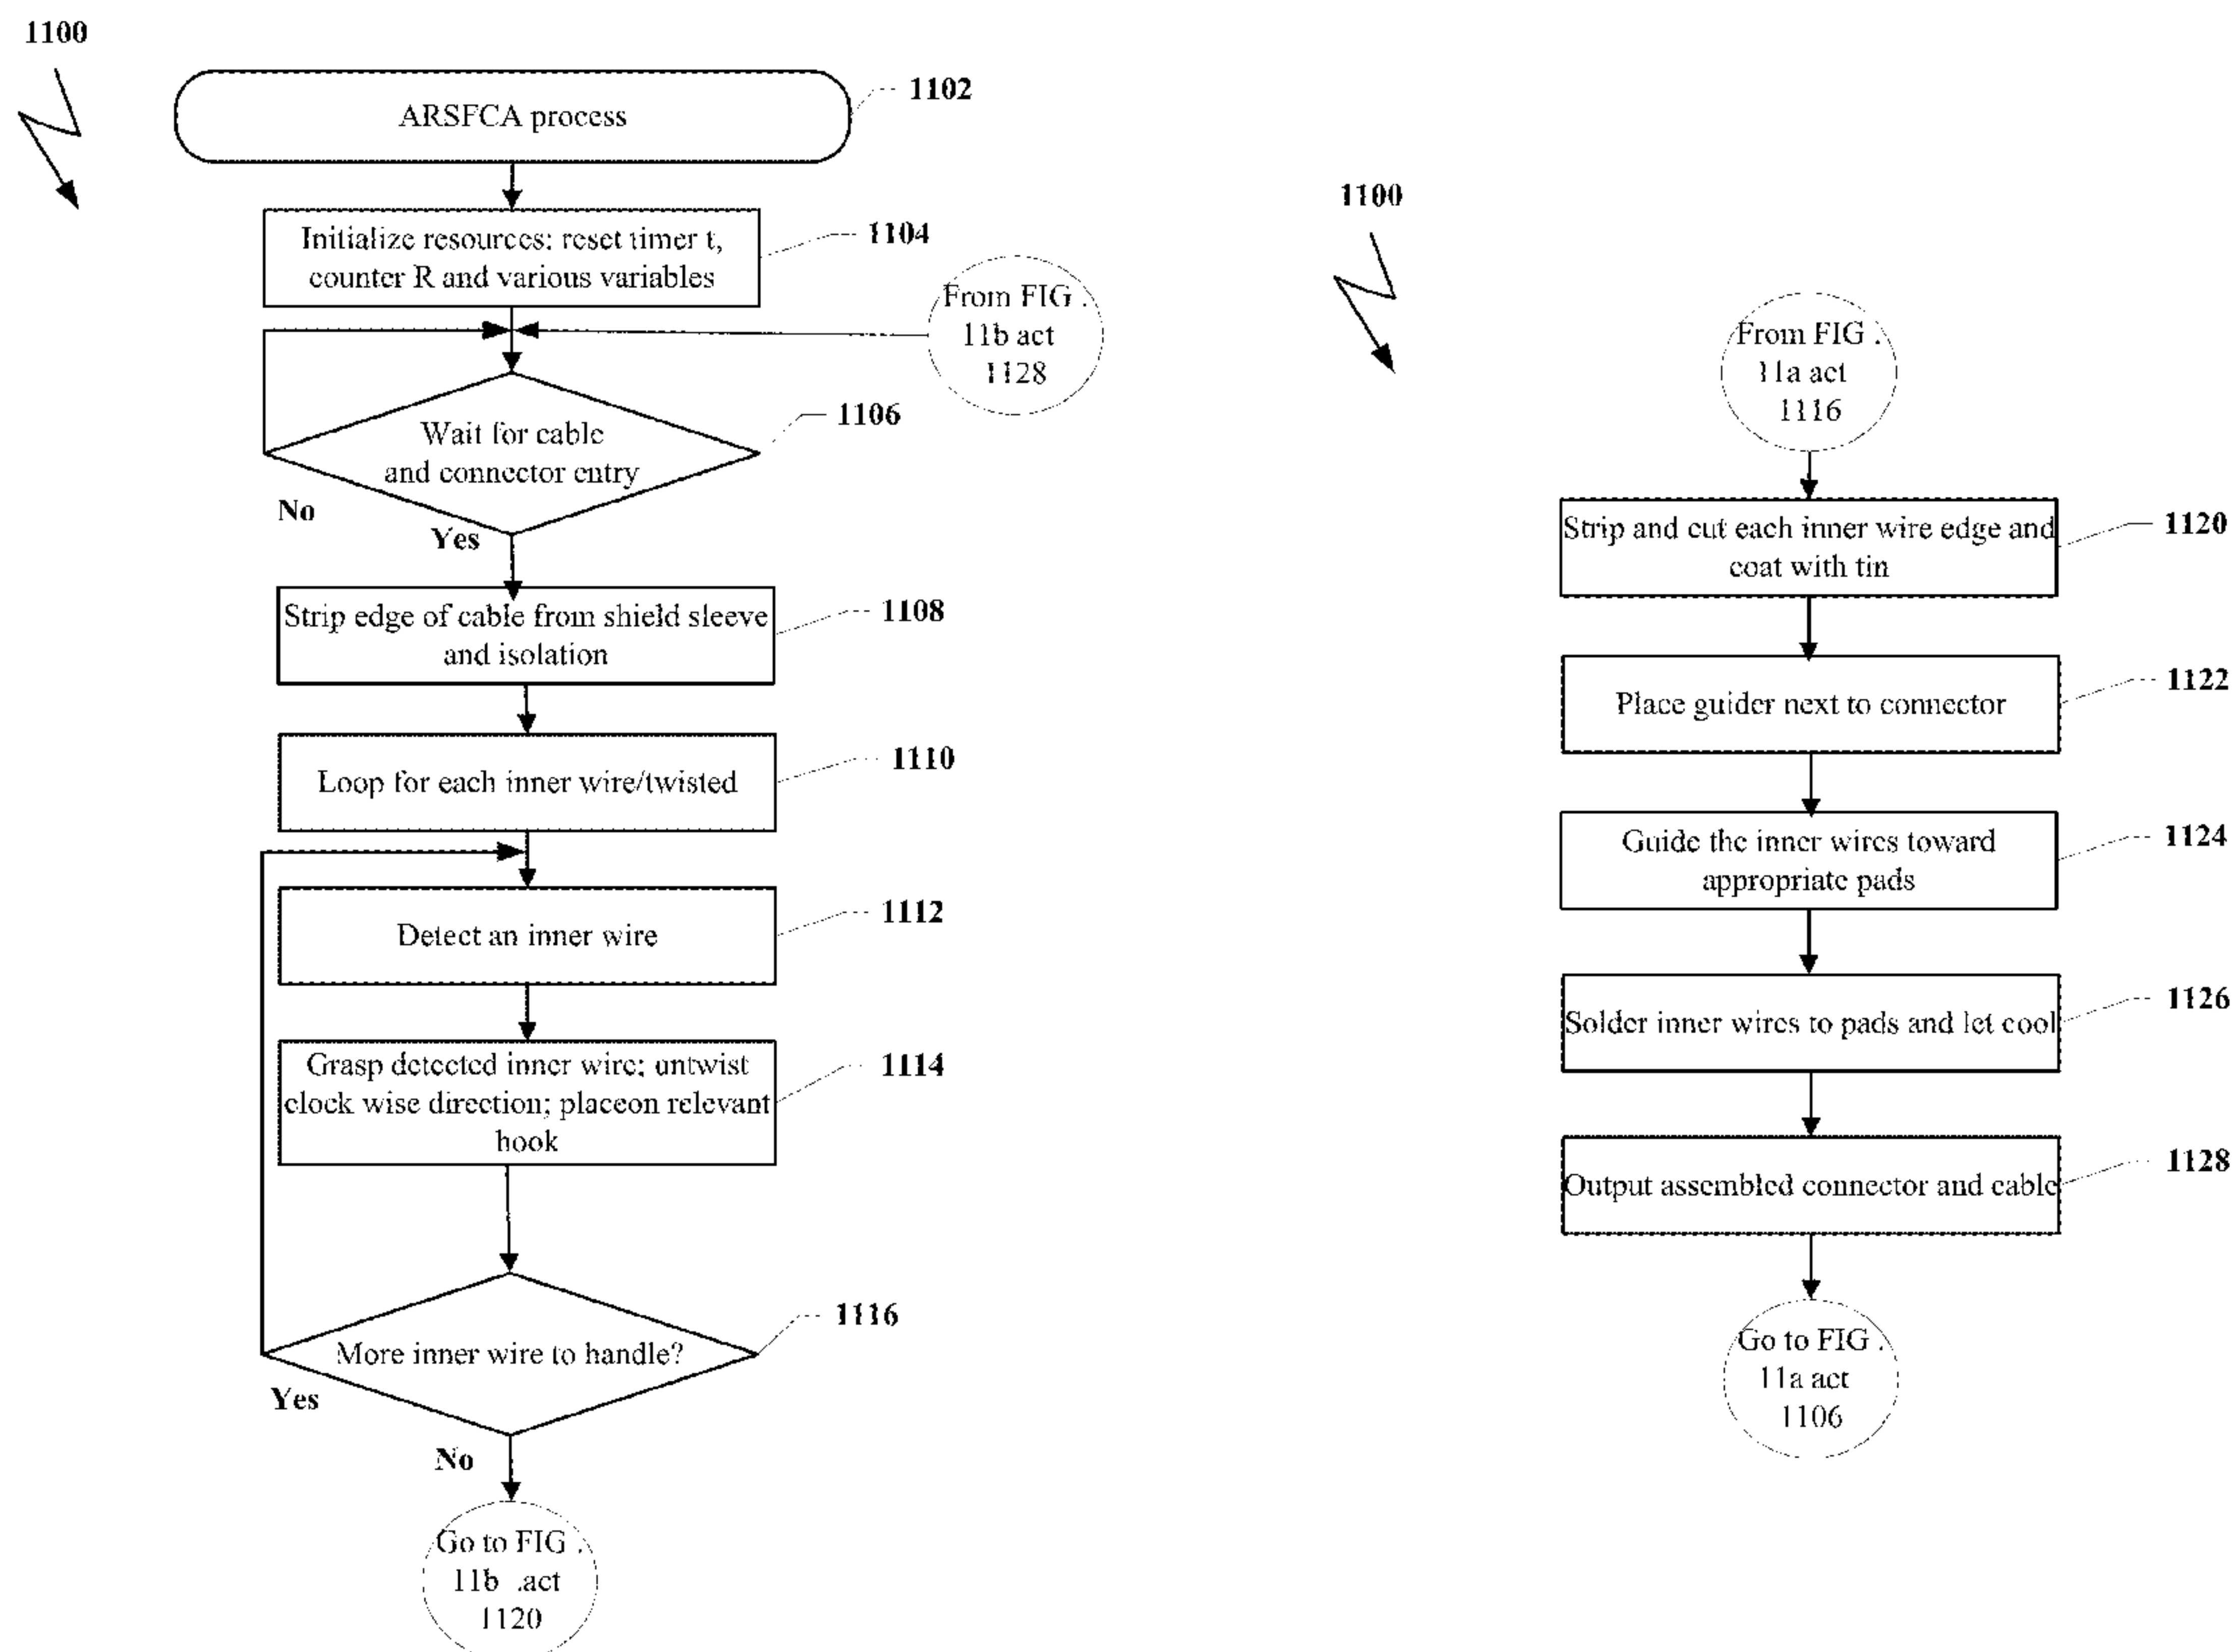 1100
ARSFCA process
1102
Initialize resources: reset timer t,
counter R and various variables
1104
From FIG .
11b act
1128
Wait for cable
and connector entry
1106
No
Yes
Strip edge of cable from shield sleeve
and isolation
1108
Loop for each inner wire/twisted
1110
Detect an inner wire
1112
Grasp detected inner wire; untwist
clock wise direction; placeon relevant
hook
1114
More inner wire to handle?
1116
Yes
No
Go to FIG .
11b .act
1120
1100
From FIG .
11a act
1116
Strip and cut each inner wire edge and
coat with tin
1120
Place guider next to connector
1122
Guide the inner wires toward
appropriate pads
1124
Solder inner wires to pads and let cool
1126
Output assembled connector and cable
1128
Go to FIG .
11a act
1106